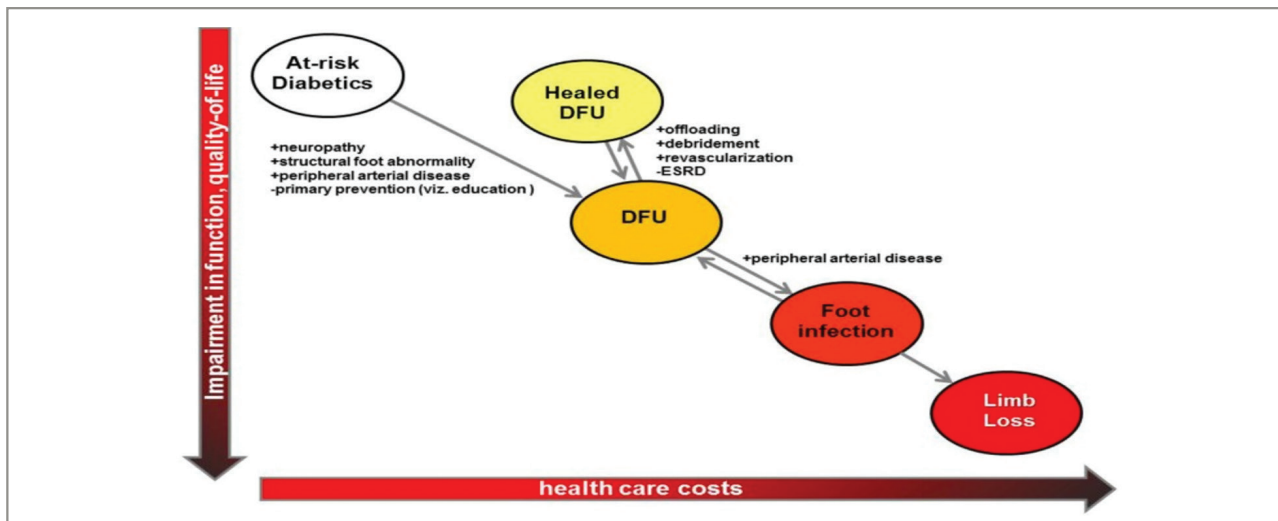 Impairment in function, quality-of-life
At-risk
Diabetics
Healed
DFU
+neuropathy
+structural foot abnormality
+peripheral arterial disease
-primary prevention (viz. education )
+offloading
+debridement
+revascularization
-ESRD
DFU
+peripheral arterial disease
Foot
infection
Limb
Loss
health care costs